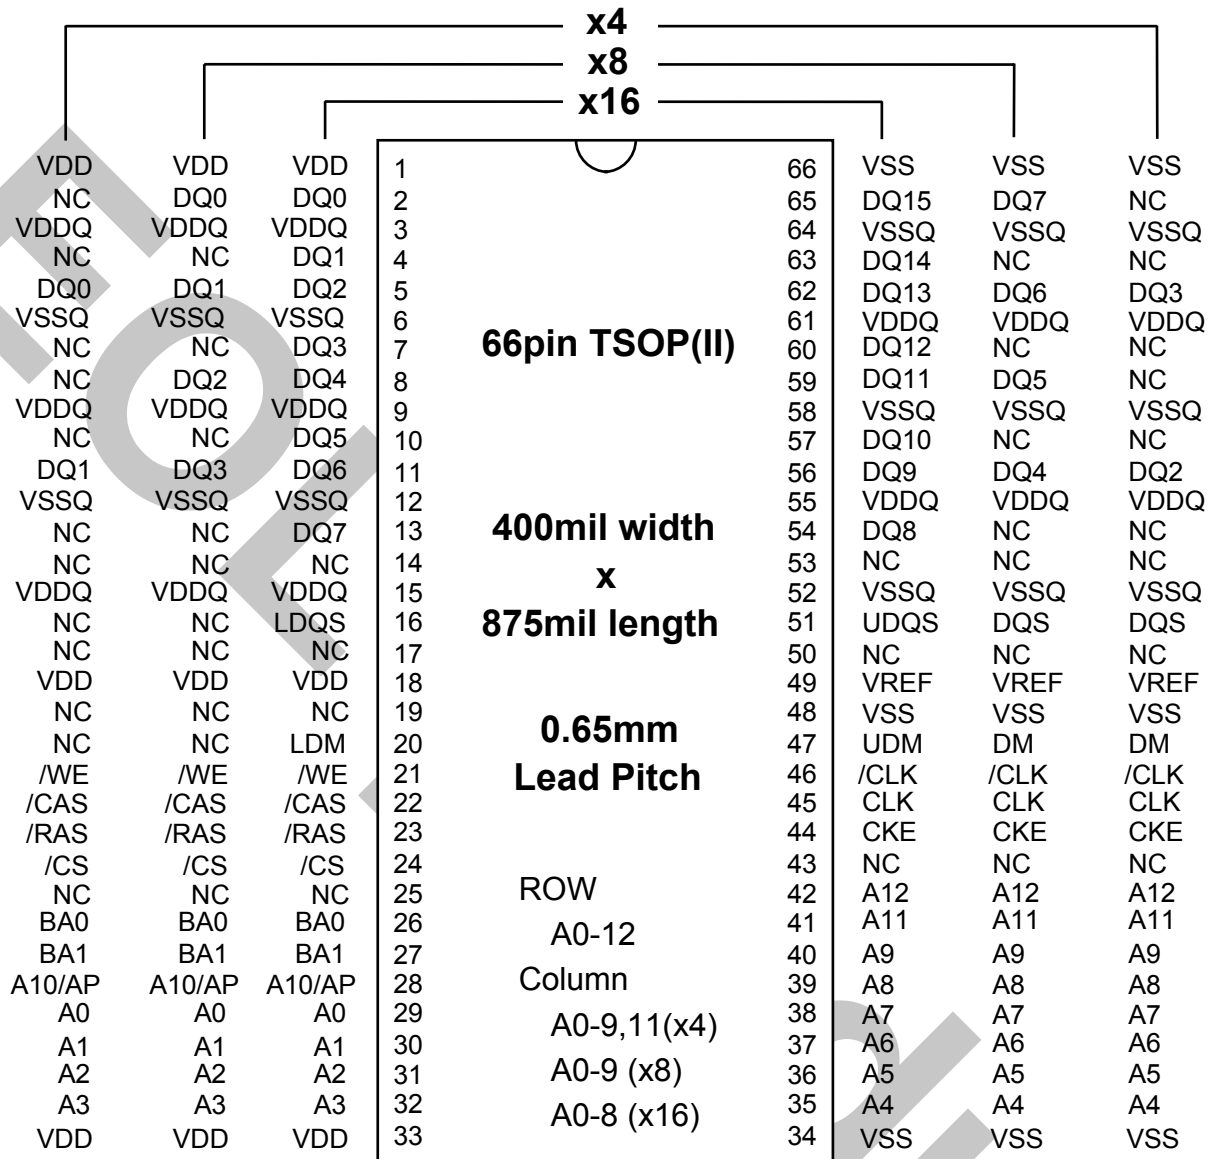 x4
x8
x16
VDD VDD VDD 1 66 VSS VSS VSS
NC DQ0 DQ0 2 65 DQ15 DQ7 NC
VDDQ VDDQ VDDQ 3 64 VSSQ VSSQ VSSQ
NC NC DQ1 4 63 DQ14 NC NC
DQ0 DQ1 DQ2 5 62 DQ13 DQ6 DQ3
VSSQ VSSQ VSSQ 6 61 VDDQ VDDQ VDDQ
66pin TSOP(II)
NC NC DQ3 7 60 DQ12 NC NC
NC DQ2 DQ4 8 59 DQ11 DQ5 NC
VDDQ VDDQ VDDQ 9 58 VSSQ VSSQ VSSQ
NC NC DQ5 10 57 DQ10 NC NC
DQ1 DQ3 DQ6 11 56 DQ9 DQ4 DQ2
VSSQ VSSQ VSSQ 12 55 VDDQ VDDQ VDDQ
NC NC DQ7 13 400mil width 54 DQ8 NC NC
NC NC NC 14 53 NC NC NC
x
VDDQ VDDQ VDDQ 15 52 VSSQ VSSQ VSSQ
NC NC LDQS 16 875mil length 51 UDQS DQS DQS
NC NC NC 17 50 NC NC NC
VDD VDD VDD 18 49 VREF VREF VREF
NC NC NC 19 48 VSS VSS VSS
0.65mm
NC NC LDM 20 47 UDM DM DM
/WE /WE /WE 21 Lead Pitch 46 /CLK /CLK /CLK
/CAS /CAS /CAS 22 45 CLK CLK CLK
/RAS /RAS /RAS 23 44 CKE CKE CKE
/CS /CS /CS 24 43 NC NC NC
NC NC NC 25 ROW 42 A12 A12 A12
BA0 BA0 BA0 26 A0-12 41 A11 A11 A11
BA1 BA1 BA1 27 40 A9 A9 A9
A10/AP A10/AP A10/AP 28 Column 39 A8 A8 A8
A0 A0 A0 29 A0-9,11(x4) 38 A7 A7 A7
A1 A1 A1 30 37 A6 A6 A6
A2 A2 A2 31 A0-9 (x8) 36 A5 A5 A5
A3 A3 A3 32 A0-8 (x16) 35 A4 A4 A4
VDD VDD VDD 33 34 VSS VSS VSS